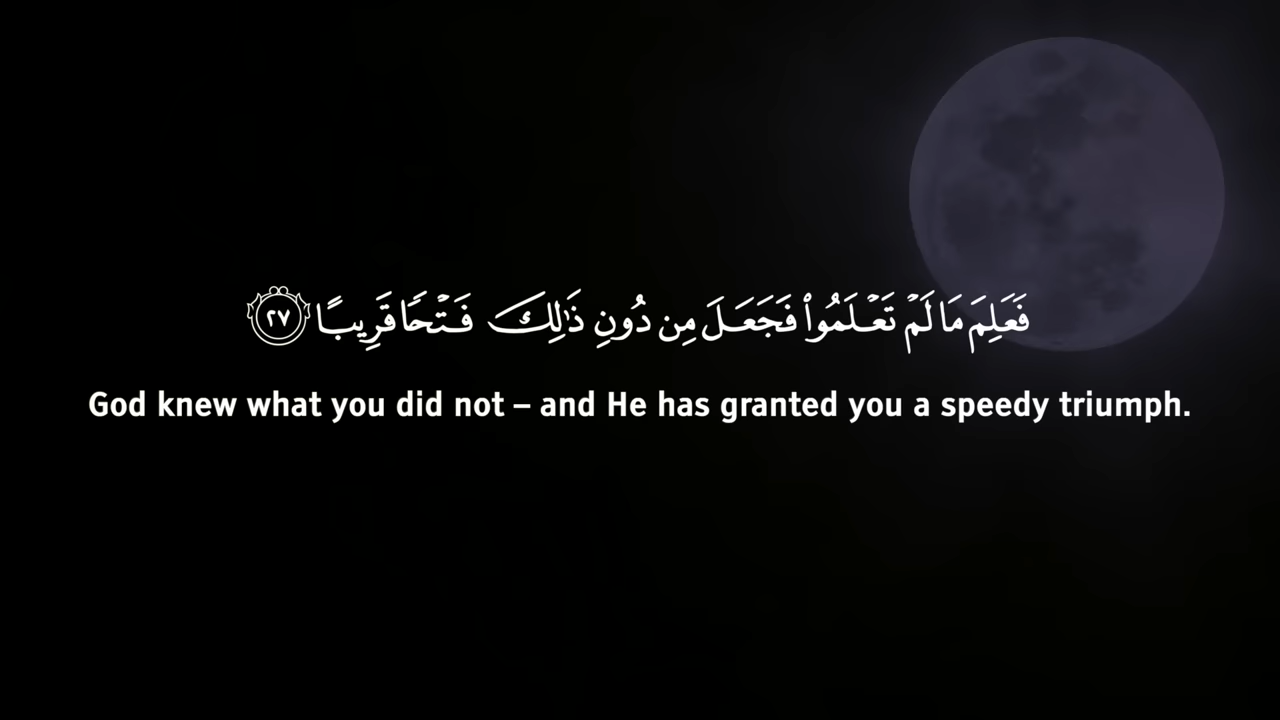 فَعَلِمَ مَا لَمْ تَعْلَمُوا۟ فَجَعَلَ مِن دُونِ ذَٰلِكَ فَتْحًا قَرِيبًا ٢٧
God knew what you did not – and He has granted you a speedy triumph.